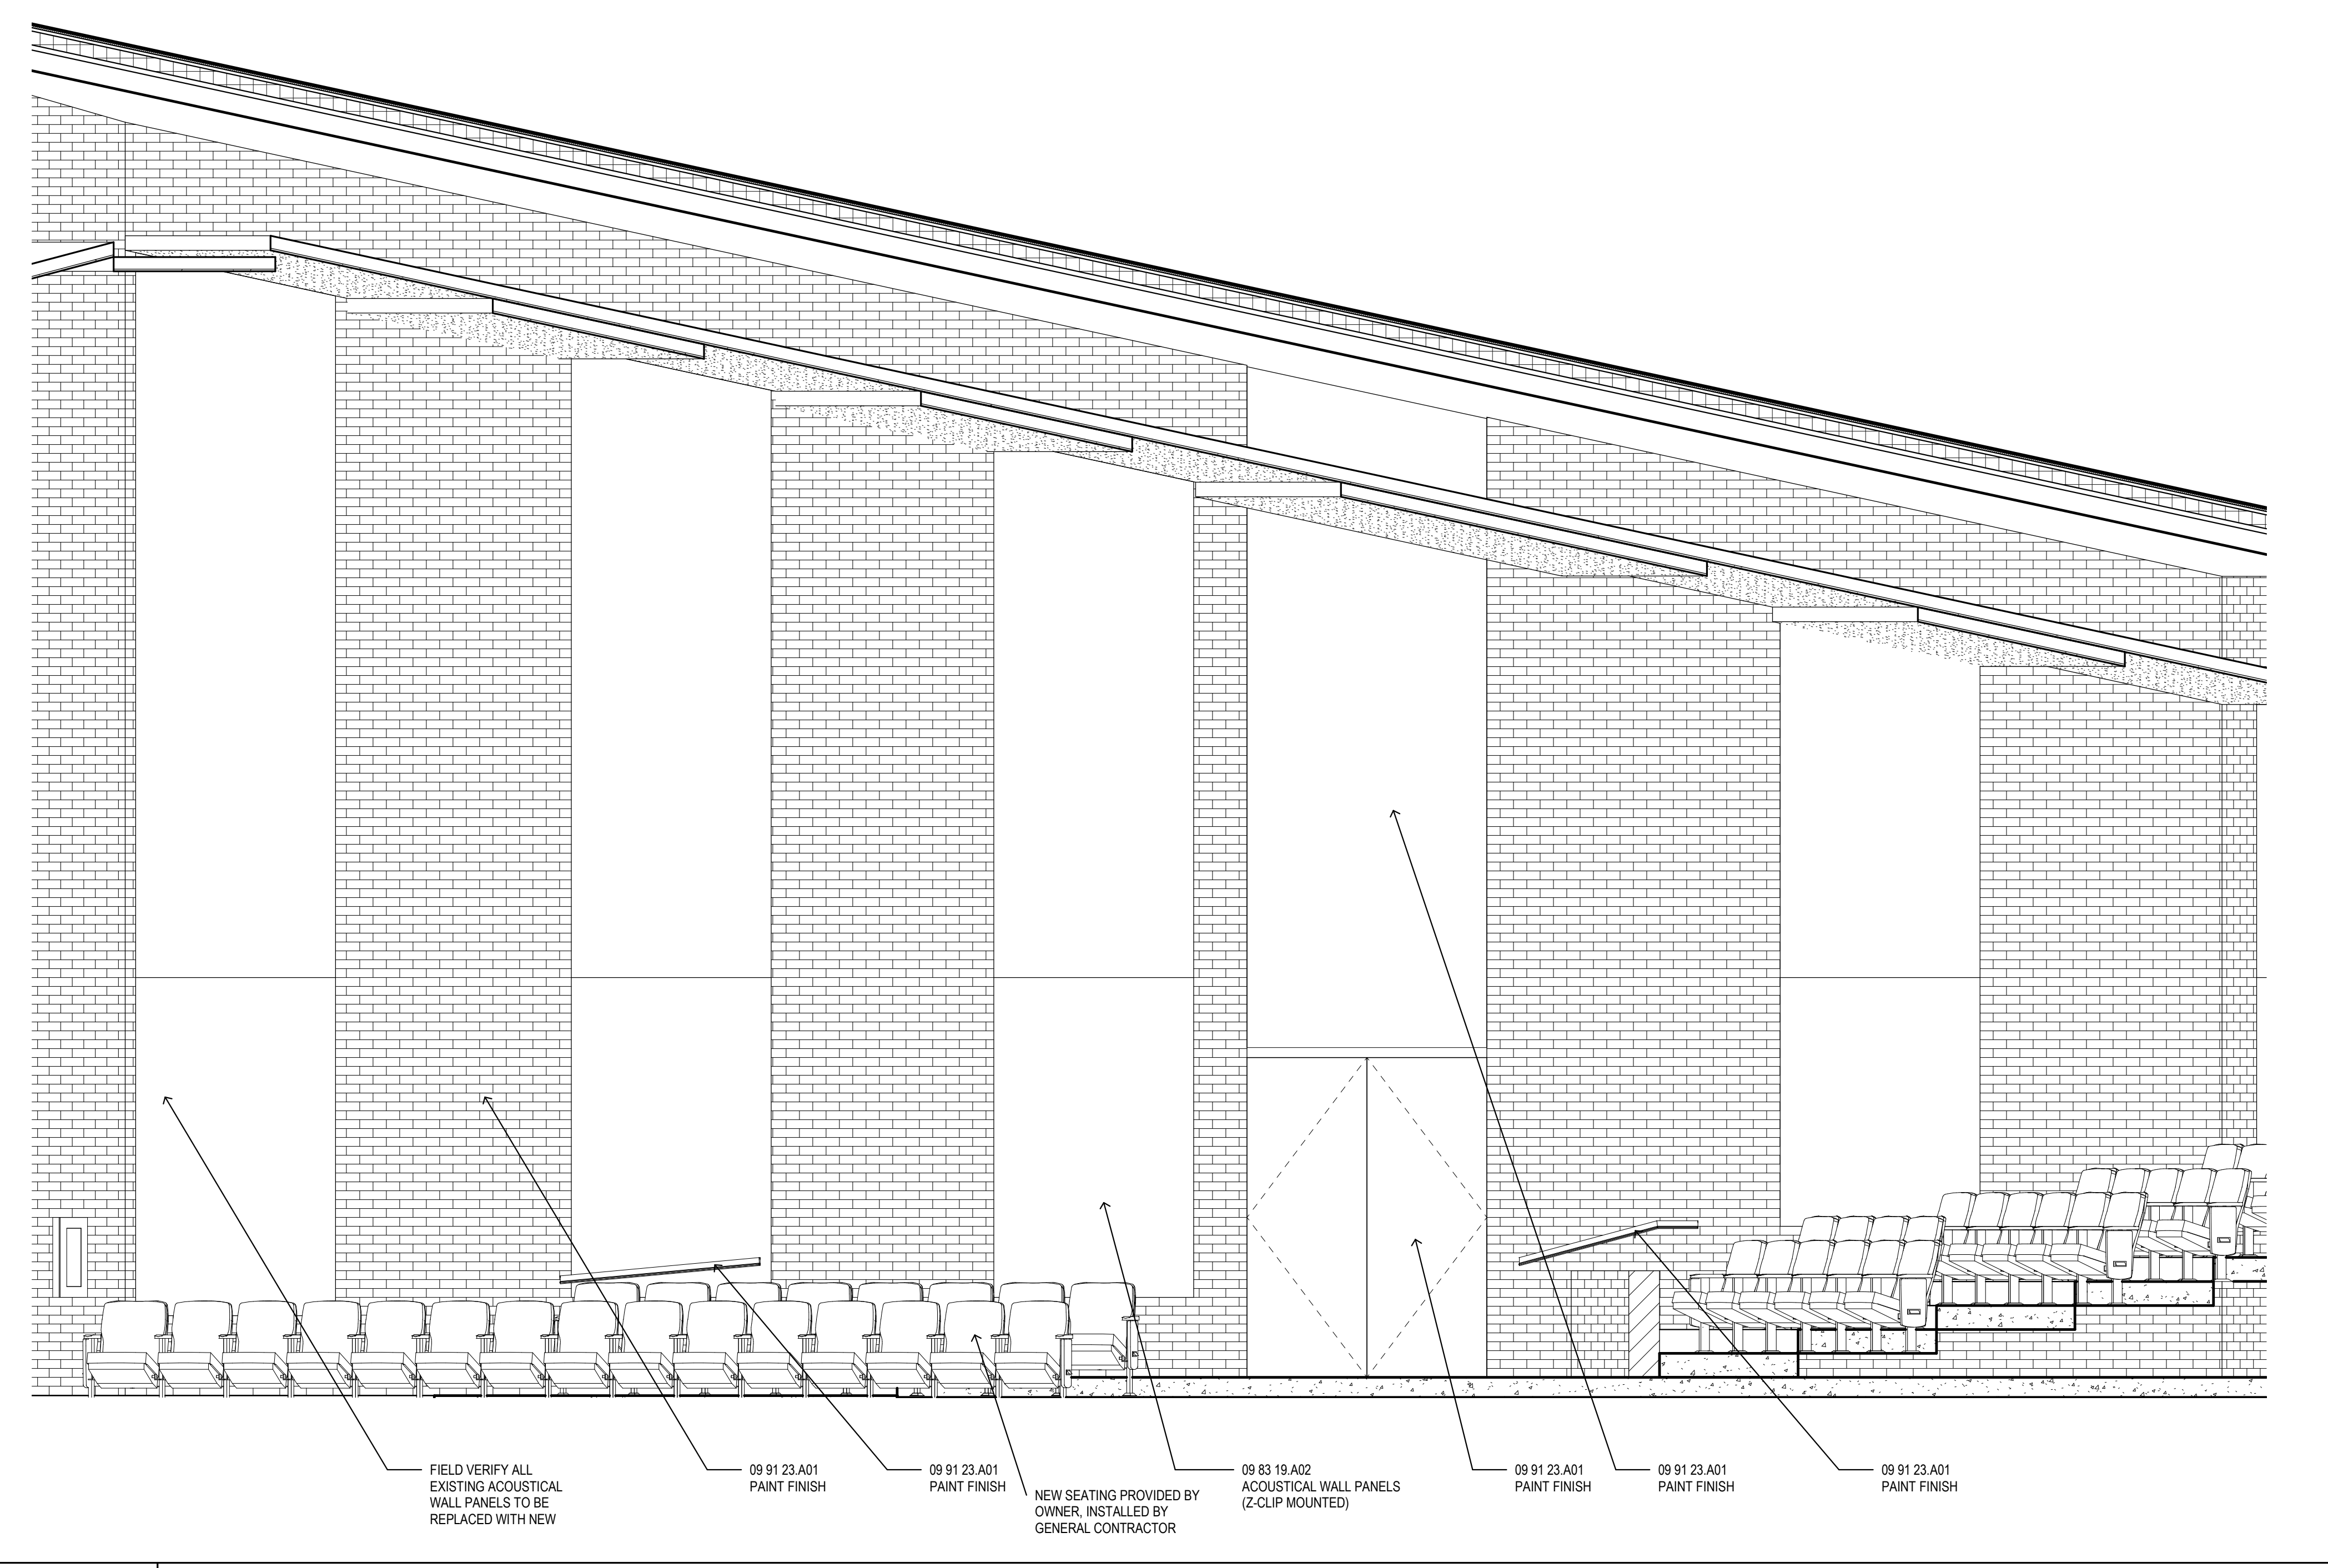 FIELD VERIFY ALL
EXISTING ACOUSTICAL
WALL PANELS TO BE
REPLACED WITH NEW
09 91 23.A01
PAINT FINISH
09 91 23.A01
PAINT FINISH
NEW SEATING PROVIDED BY
OWNER, INSTALLED BY
GENERAL CONTRACTOR
09 83 19.A02
ACOUSTICAL WALL PANELS
(Z-CLIP MOUNTED)
09 91 23.A01
PAINT FINISH
09 91 23.A01
PAINT FINISH
09 91 23.A01
PAINT FINISH